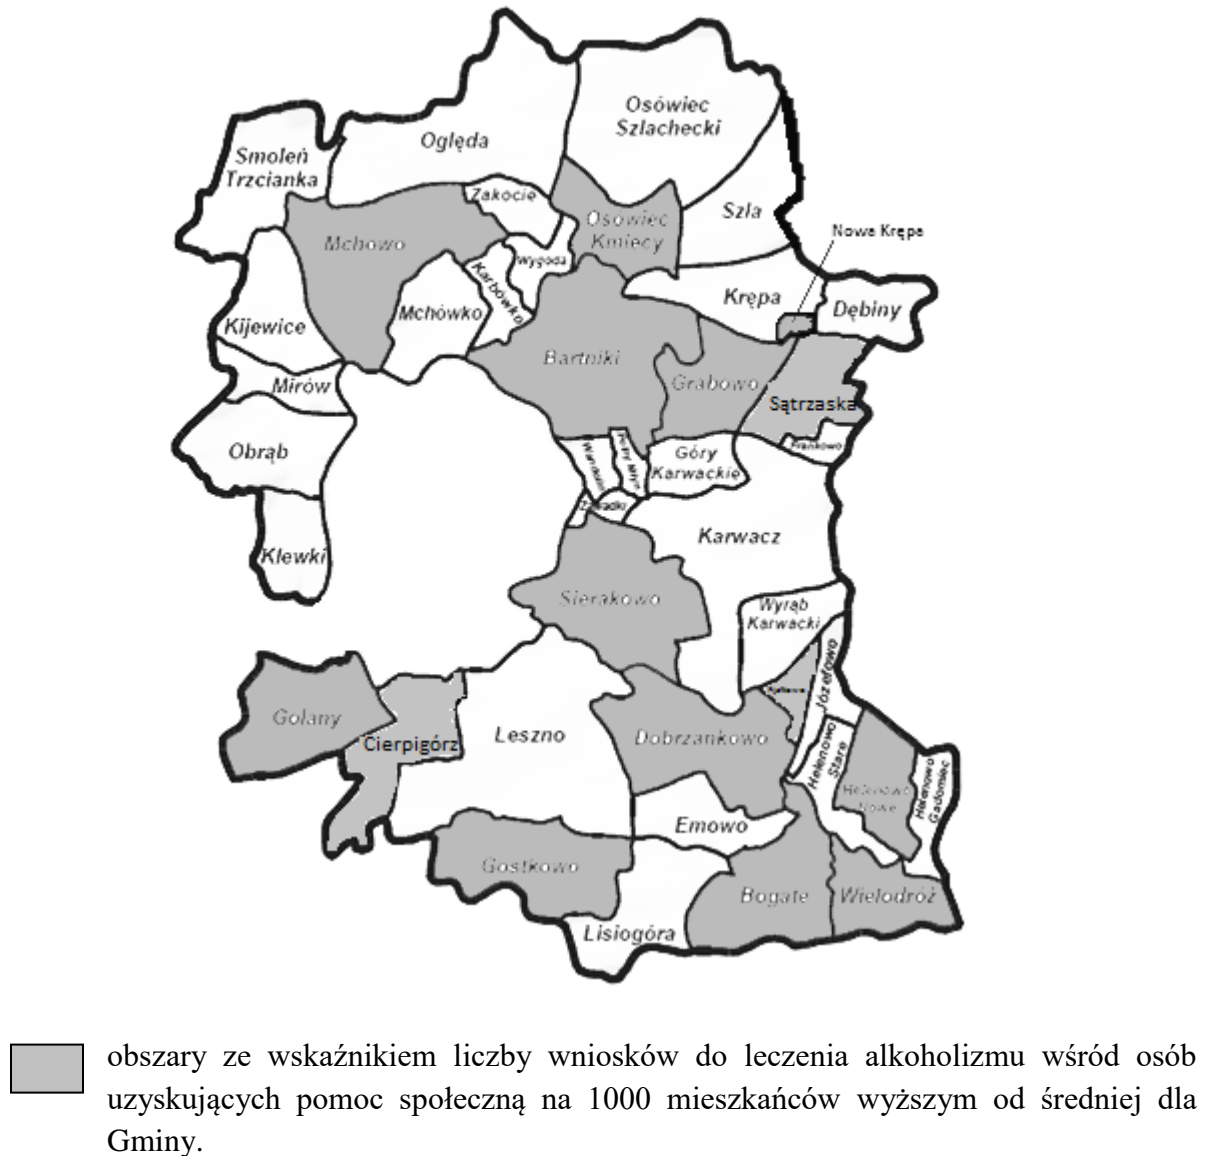 Osówiec
Szlachecki
Oględa
Smoleń
Trzcianka
Zakocie
Szla
Osówiec
Kmiecy
Mchowo
Nowa Krępa
Wygoda
Karbówko
Krępa
Dębiny
Mchówko
Kijewice
Bartniki
Grabowo
Mirów
Sątrzaska
Frankowo
Obrąb
Góry
Karwackie
Karwacz
Klewki
Sierakowo
Wyrąb
Karwacki
Józefowo
Golany
Cierpigórz
Leszno
Dobrzankowo
Helenowo
Stare
Helenowo
Nowe
Helenowo
Gadomiec
Emowo
Gostkowo
Bogate
Wielodróż
Lisiogóra
obszary ze wskaźnikiem liczby wniosków do leczenia alkoholizmu wśród osób
uzyskujących pomoc społeczną na 1000 mieszkańców wyższym od średniej dla
Gminy.